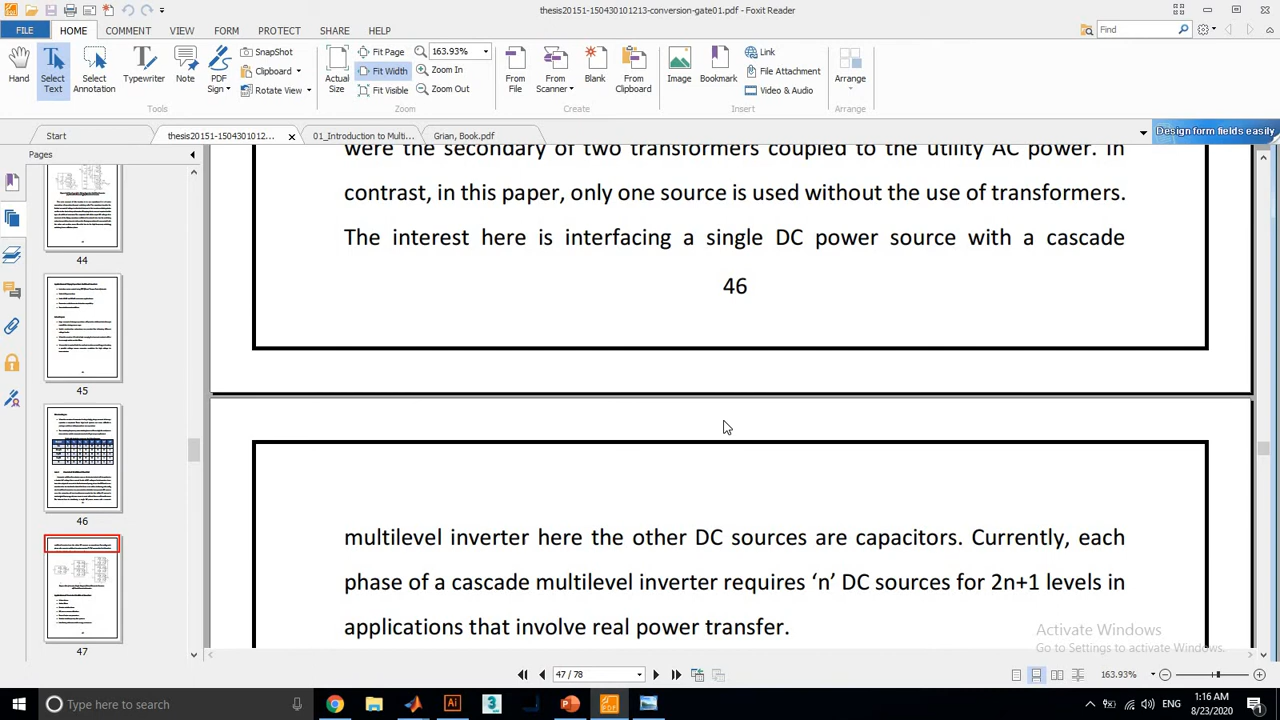 thesis20151-150430101213-conversion-gate01.pdf - Foxit Reader
FILE HOME COMMENT VIEW FORM PROTECT SHARE HELP Find
Hand Select Text Select Annotation Typewriter Note PDF Sign
SnapShot
Clipboard
Rotate View
Tools
Actual Size
Fit Page
Fit Width
Fit Visible
163.93%
Zoom In
Zoom Out
Zoom
From File From Scanner Blank From Clipboard
Create
Image Bookmark
Link
File Attachment
Video & Audio
Insert
Arrange
Arrange
Start thesis20151-150430101213-... 01_Introduction to Multi... Grian, Book.pdf
Design form fields easily
Pages
44
45
46
47
were the secondary of two transformers coupled to the utility AC power. In
contrast, in this paper, only one source is used without the use of transformers.
The interest here is interfacing a single DC power source with a cascade
46
multilevel inverter here the other DC sources are capacitors. Currently, each
phase of a cascade multilevel inverter requires ‘n’ DC sources for 2n+1 levels in
applications that involve real power transfer.
Activate Windows
Go to Settings to activate Windows.
47 / 78
163.93%
Type here to search
ENG
1:16 AM
8/23/2020